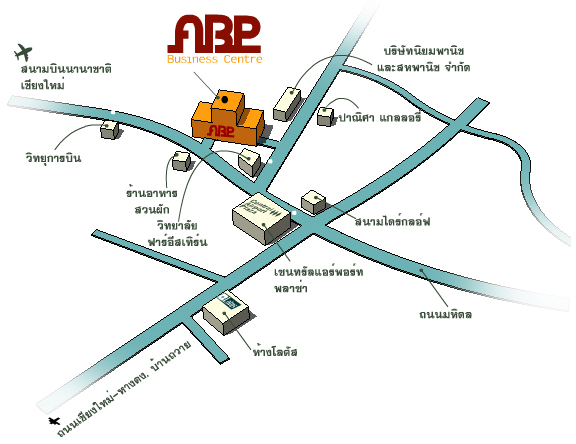 ABP
Business Centre
สนามบินนานาชาติ
เชียงใหม่
บริษัทนิยมพานิช
และสหพานิช จำกัด
ABP
ปาณิศา แกลลอรี่
วิทยุการบิน
ร้านอาหาร
สวนผัก
วิทยาลัย
ฟาร์อีสเทิร์น
Central
Airport
Plaza
สนามไดร์กอล์ฟ
เซนทรัลแอร์พอร์ท
พลาซ่า
ถนนมหิดล
ห้างโลตัส
ถนนเชียงใหม่-หางดง, บ้านถวาย